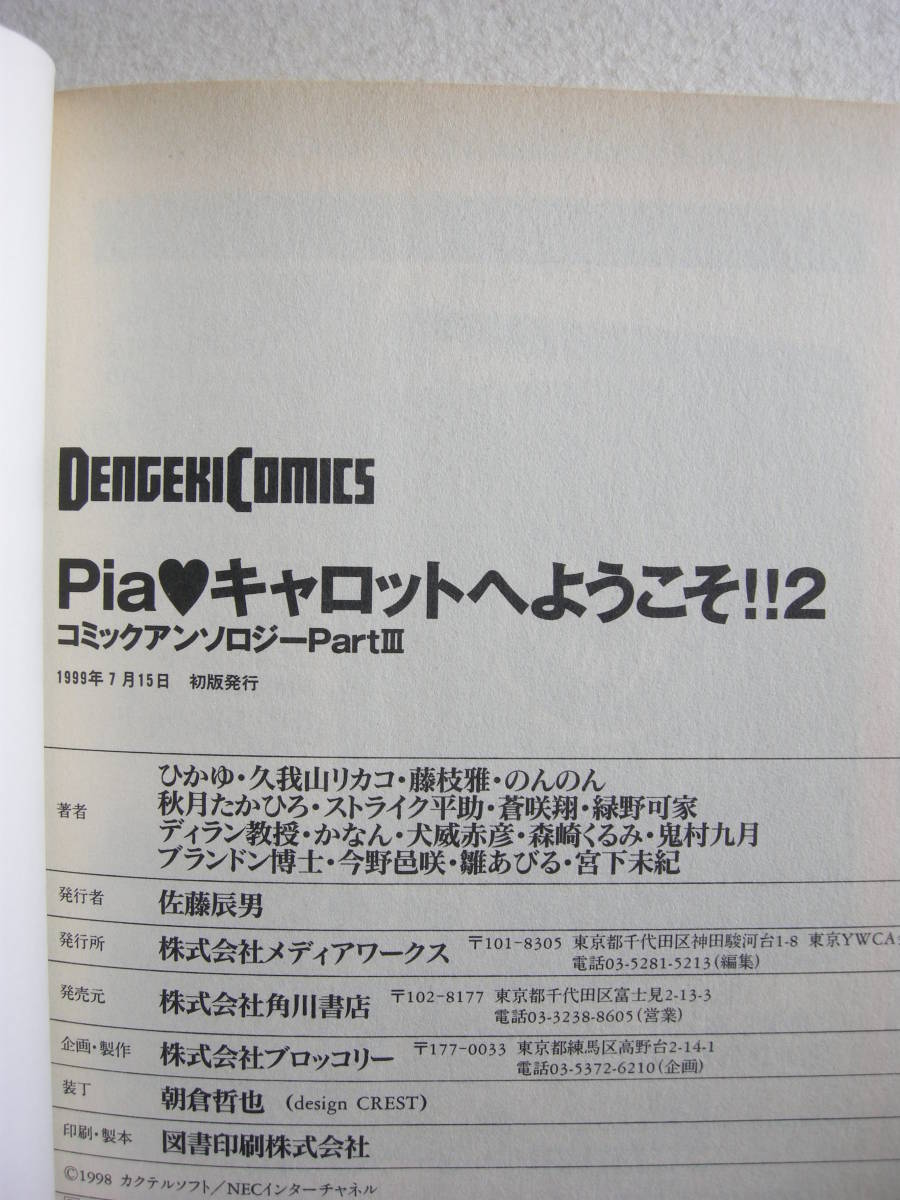 DENGEKI COMICS
Pia♥キャロットへようこそ!!2
コミックアンソロジーPartⅢ
1999年7月15日 初版発行
著者
ひかゆ・久我山リカコ・藤枝雅・のんのん
秋月たかひろ・ストライク平助・蒼咲翔・緑野可家
ディラン教授・かなん・犬威赤彦・森崎くるみ・鬼村九月
ブランドン博士・今野邑咲・雛あびる・宮下未紀
発行者 佐藤辰男
発行所 株式会社メディアワークス 〒101-8305 東京都千代田区神田駿河台1-8 東京YWCA
電話03-5281-5213(編集)
発売元 株式会社角川書店 〒102-8177 東京都千代田区富士見2-13-3
電話03-3238-8605(営業)
企画・製作 株式会社ブロッコリー 〒177-0033 東京都練馬区高野台2-14-1
電話03-5372-6210(企画)
装丁 朝倉哲也 (design CREST)
印刷・製本 図書印刷株式会社
©1998 カクテルソフト/NECインターチャネル